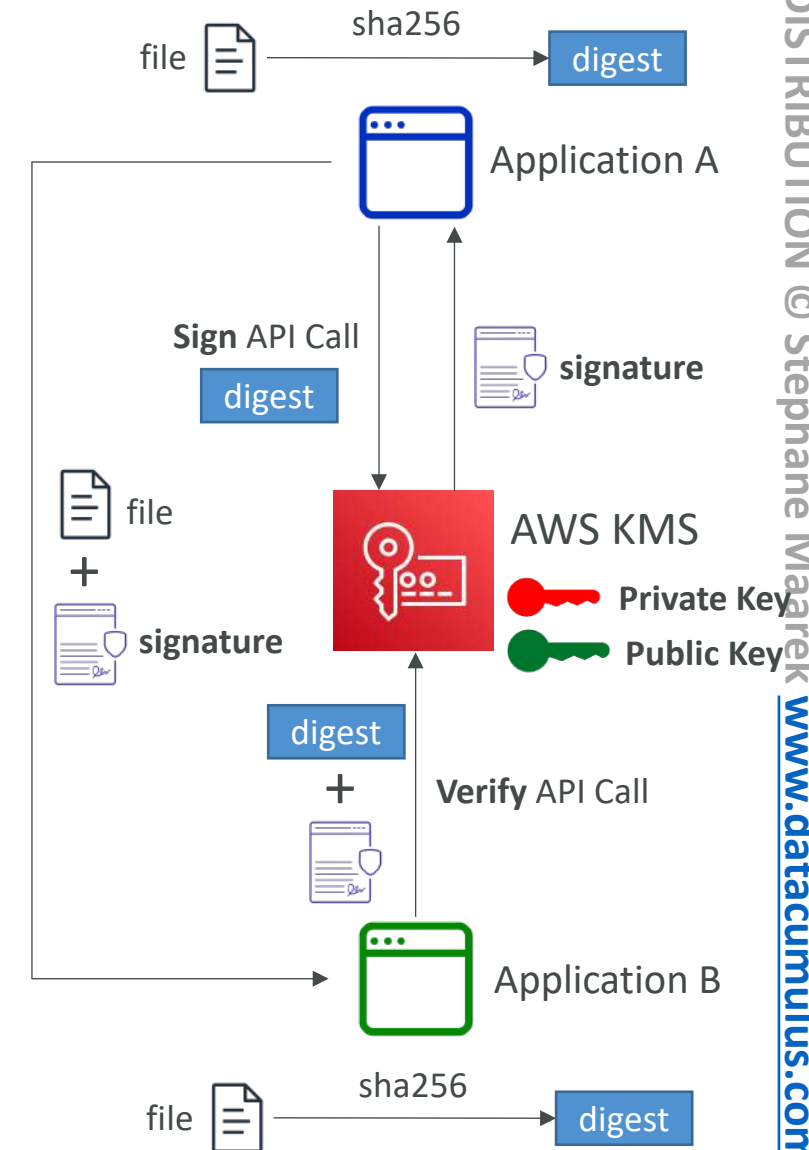 sha256
file
digest
Application A
Sign API Call
digest
signature
file
+
signature
AWS KMS
Private Key
Public Key
digest
+
Verify API Call
Application B
sha256
file
digest
DISTRIBUTION © Stephane Maarek www.datacumulus.com